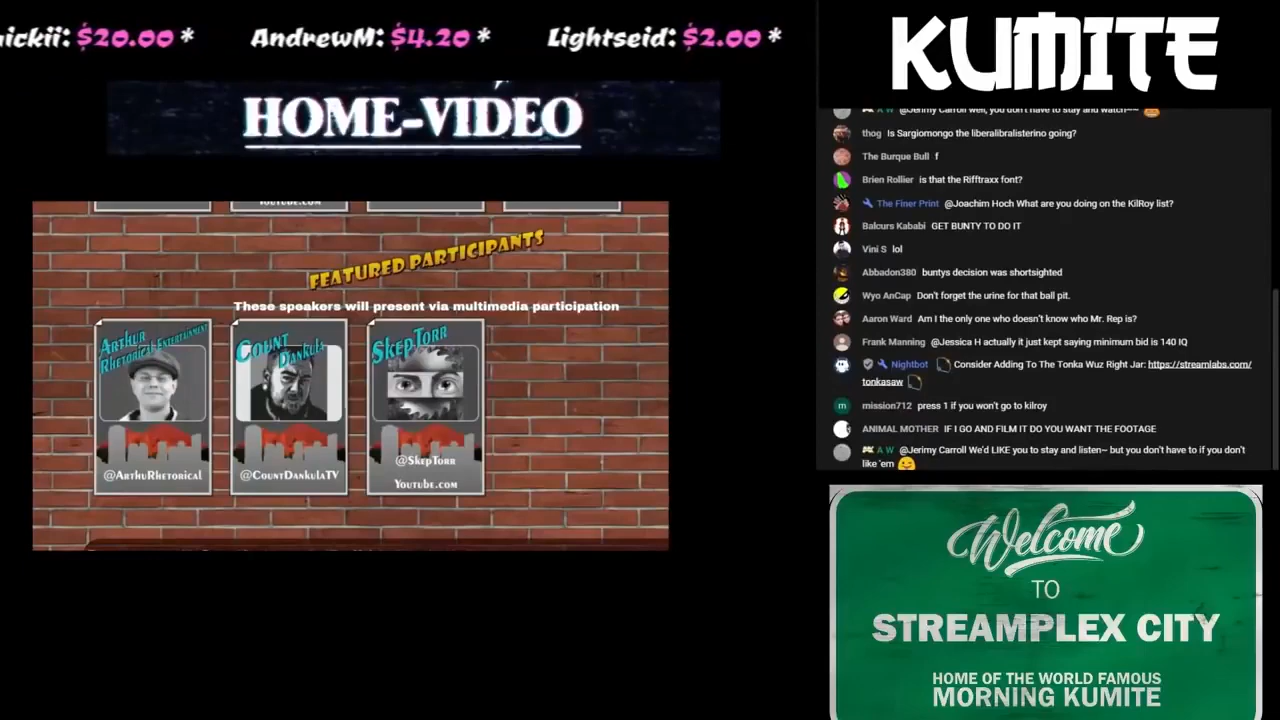 nickii: $20.00 * AndrewM: $4.20 * Lightseid: $2.00 *
KUMITE
HOME-VIDEO
A W @Jerimy Carroll well, you don't have to stay and watch~~
thog Is Sargiomongo the liberalibralisterino going?
The Burque Bull f
Brien Rollier is that the Rifftraxx font?
The Finer Print @Joachim Hoch What are you doing on the KilRoy list?
Balcurs Kababi GET BUNTY TO DO IT
Vini S lol
Abbadon380 buntys decision was shortsighted
Wyo AnCap Don't forget the urine for that ball pit.
Aaron Ward Am I the only one who doesn't know who Mr. Rep is?
Frank Manning @Jessica H actually it just kept saying minimum bid is 140 IQ
Nightbot Consider Adding To The Tonka Wuz Right Jar: https://streamlabs.com/
tonkasaw
m mission712 press 1 if you won't go to kilroy
ANIMAL MOTHER IF I GO AND FILM IT DO YOU WANT THE FOOTAGE
A W @Jerimy Carroll We'd LIKE you to stay and listen~ but you don't have to if you don't
like 'em
YOUTUBE.COM
FEATURED PARTICIPANTS
These speakers will present via multimedia participation
ARTHUR
RHETORICAL ENTERTAINMENT
@ARTHURHETORICAL
COUNT
DANKULA
@COUNTDANKULATV
SKEPTORR
@SKEPTORR
YOUTUBE.COM
Welcome
TO
STREAMPLEX CITY
HOME OF THE WORLD FAMOUS
MORNING KUMITE